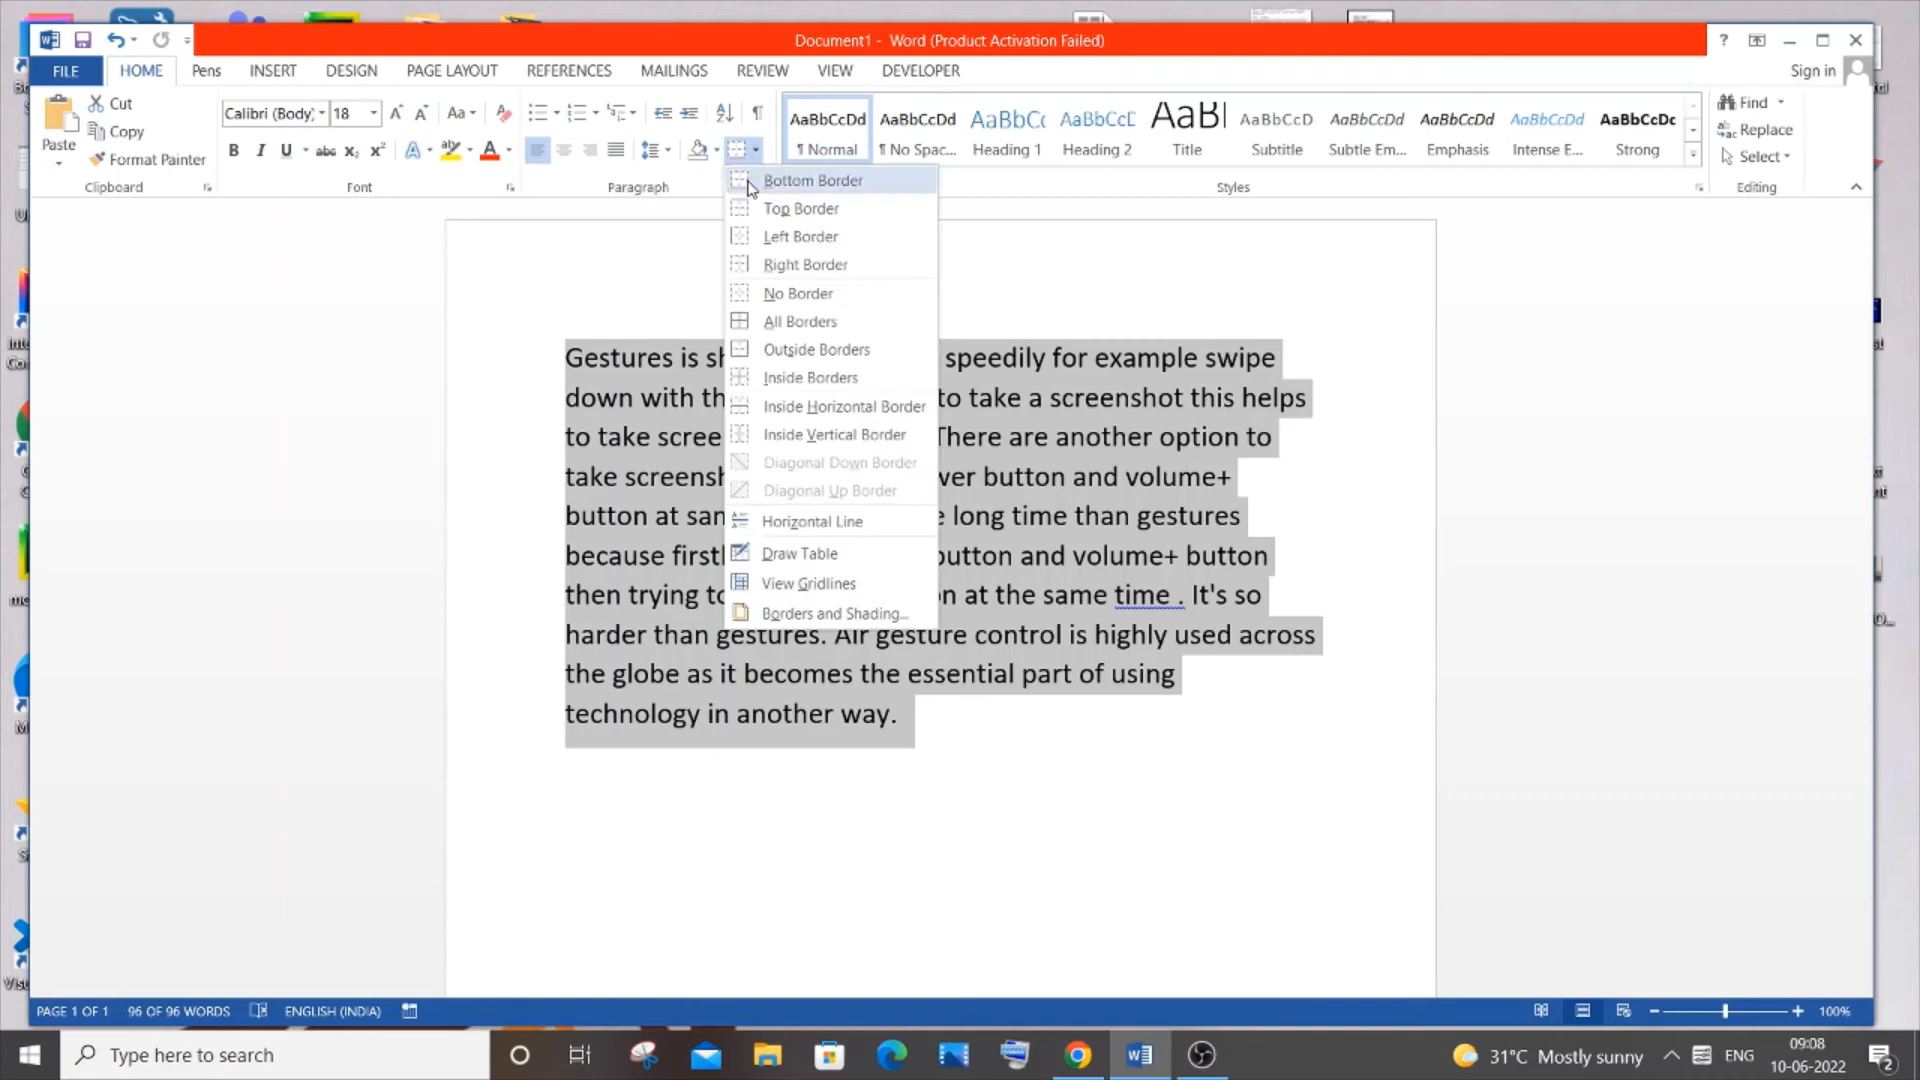 Document1 - Word (Product Activation Failed)
?
FILE HOME Pens INSERT DESIGN PAGE LAYOUT REFERENCES MAILINGS REVIEW VIEW DEVELOPER Sign in
Paste
Cut
Copy
Format Painter
Clipboard
Calibri (Body) 18
Font
Paragraph
AaBbCcDd AaBbCcDd AaBbCc AaBbCcC AaBl AaBbCcD AaBbCcDd AaBbCcDd AaBbCcDd AaBbCcDc
¶ Normal ¶ No Spac... Heading 1 Heading 2 Title Subtitle Subtle Em... Emphasis Intense E... Strong
Styles
Find
Replace
Select
Editing
Bottom Border
Top Border
Left Border
Right Border
No Border
All Borders
Outside Borders
Inside Borders
Inside Horizontal Border
Inside Vertical Border
Diagonal Down Border
Diagonal Up Border
Horizontal Line
Draw Table
View Gridlines
Borders and Shading...
Gestures is speedily for example swipe
down with to take a screenshot this helps
to take There are another option to
take button and volume+
button at long time than gestures
because button and volume+ button
then trying at the same time . It's so
harder than gestures. Air gesture control is highly used across
the globe as it becomes the essential part of using
technology in another way.
PAGE 1 OF 1 96 OF 96 WORDS ENGLISH (INDIA) 100%
Type here to search
31°C Mostly sunny ENG
09:08
10-06-2022
2